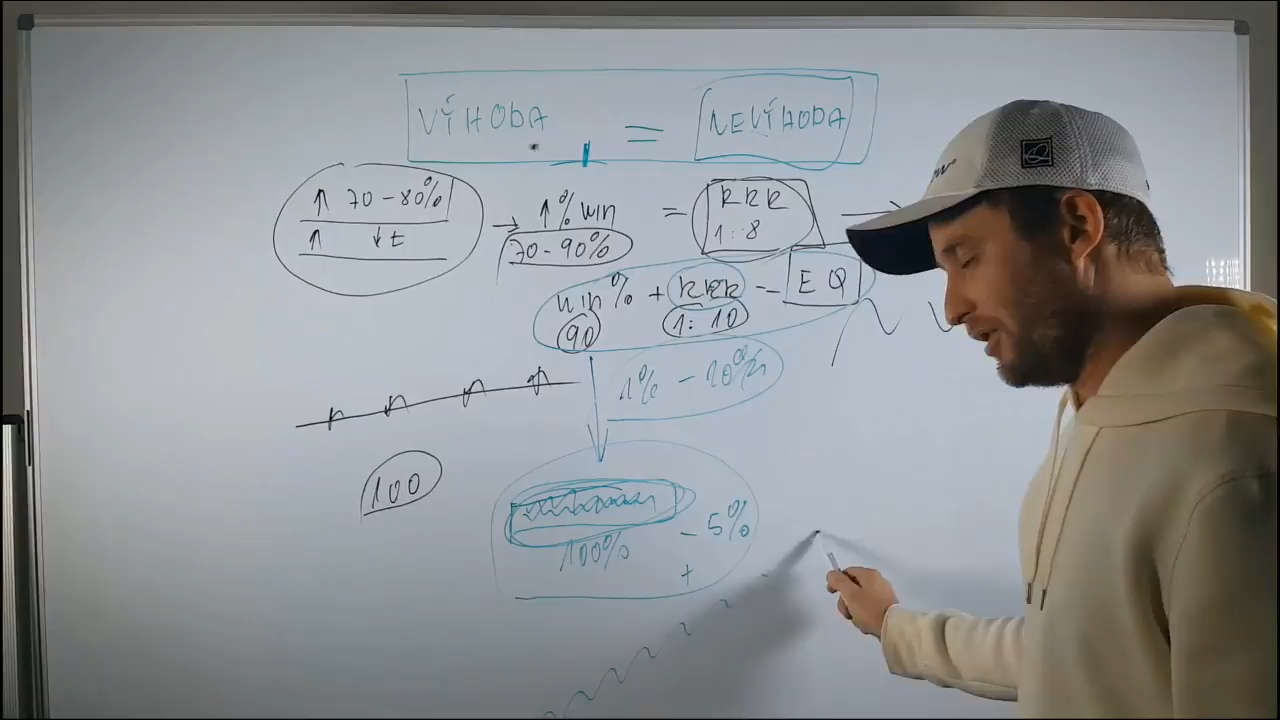 VÝHODA = NEVÝHODA
↑ 70-80% → ↑% WIN = RRR →
↑ ↓ t 70-90% 1:8
WIN% + RRR - EQ
90 1:10
1% - 10%
100
100% - 5%
+